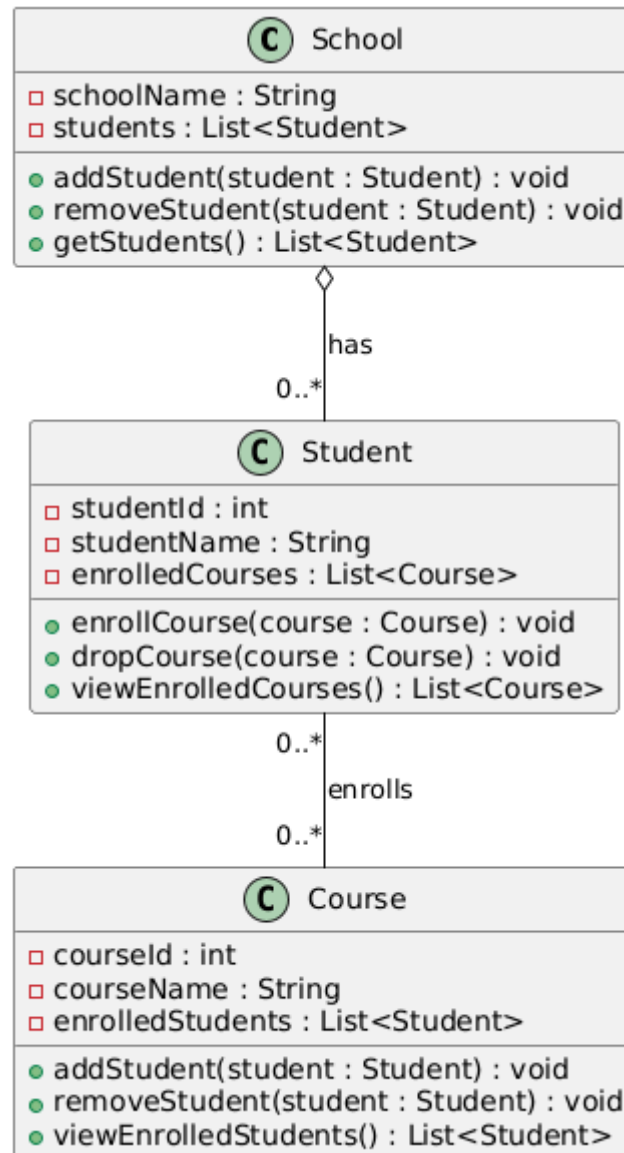 C School
schoolName : String
students : List<Student>
addStudent(student : Student) : void
removeStudent(student : Student) : void
getStudents() : List<Student>
has
0..*
C Student
studentId : int
studentName : String
enrolledCourses : List<Course>
enrollCourse(course : Course) : void
dropCourse(course : Course) : void
viewEnrolledCourses() : List<Course>
0..*
enrolls
0..*
C Course
courseId : int
courseName : String
enrolledStudents : List<Student>
addStudent(student : Student) : void
removeStudent(student : Student) : void
viewEnrolledStudents() : List<Student>